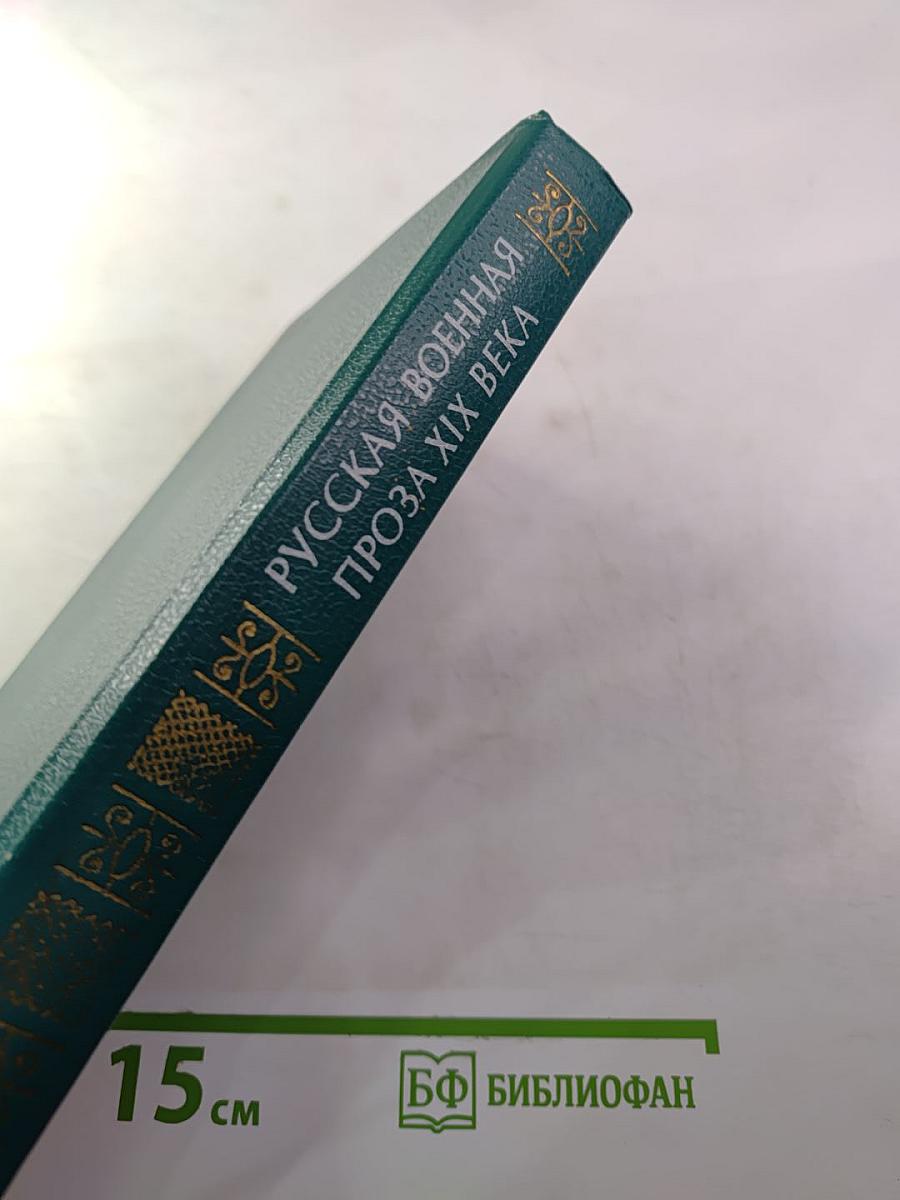 РУССКАЯ ВОЕННАЯ
ПРОЗА XIX ВЕКА
15 см
БФ БИБЛИОФАН